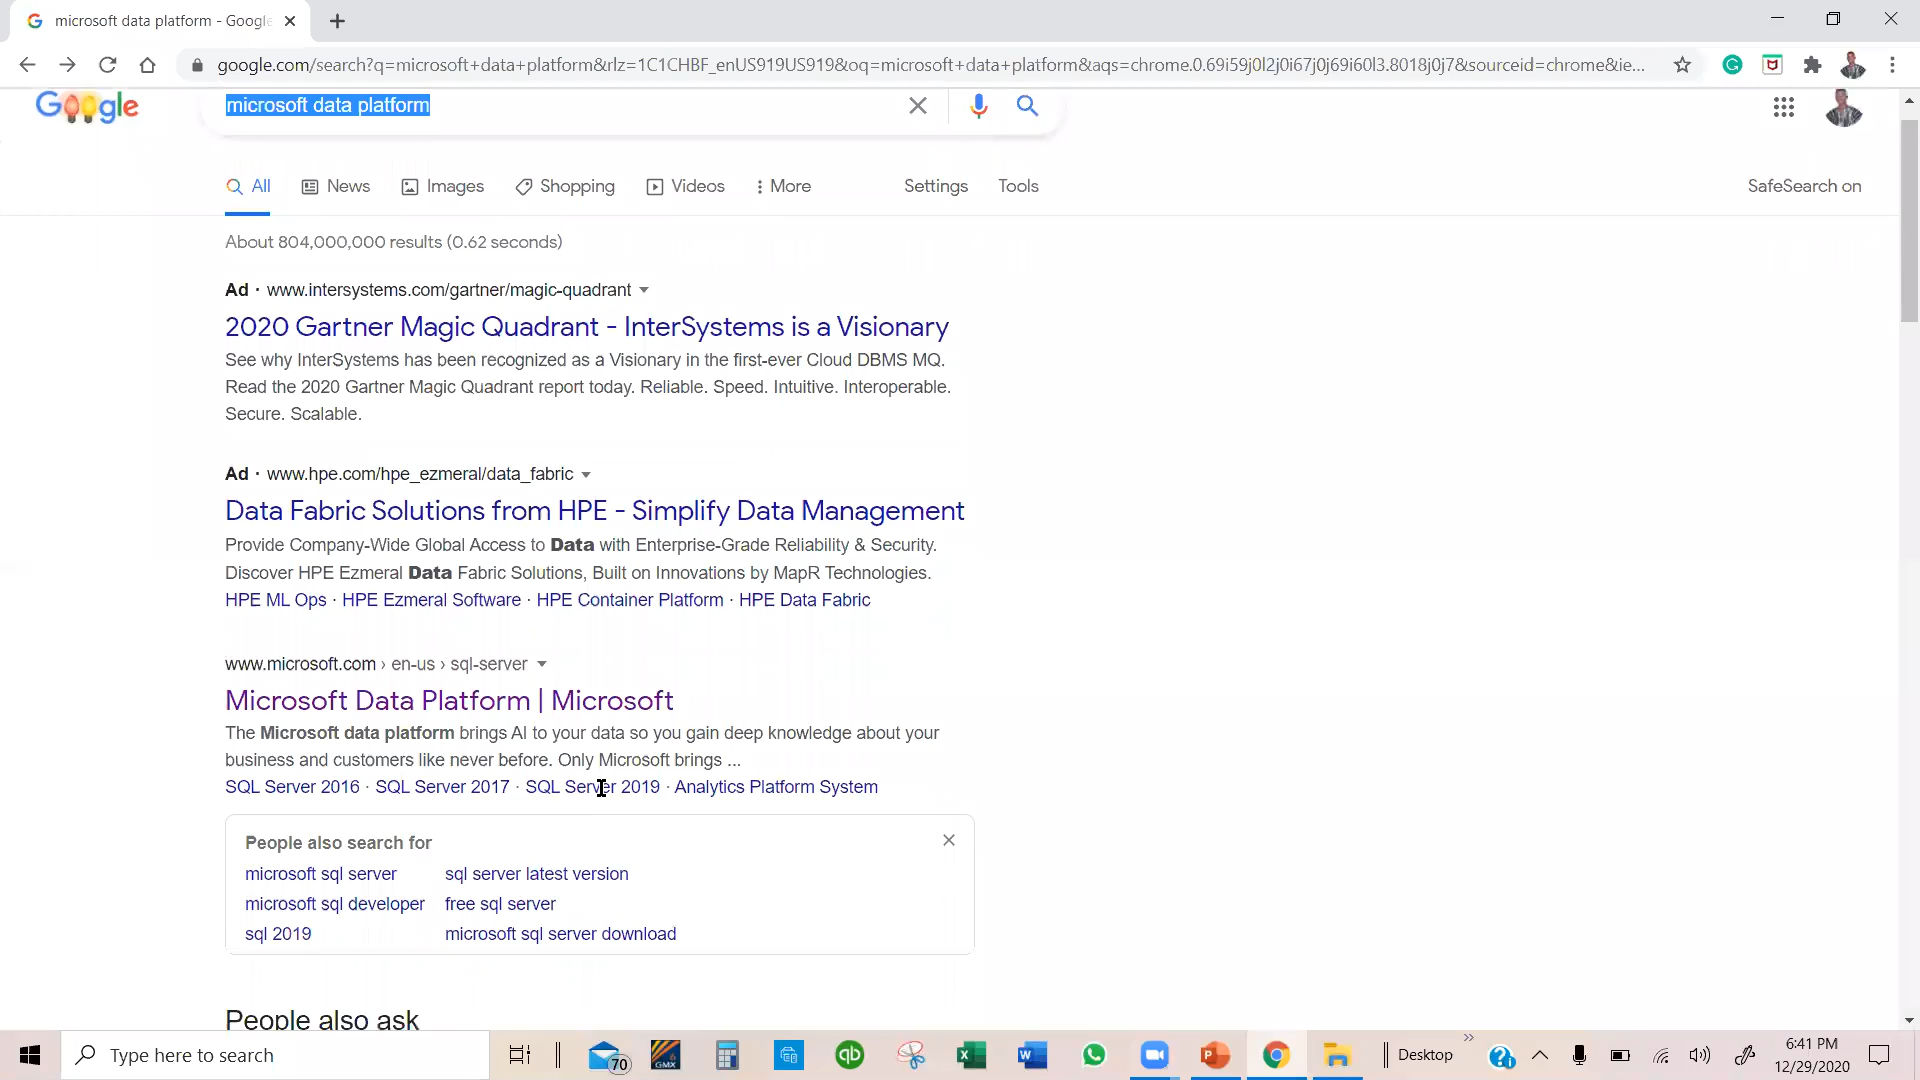 microsoft data platform - Google
google.com/search?q=microsoft+data+platform&rlz=1C1CHBF_enUS919US919&oq=microsoft+data+platform&aqs=chrome.0.69i59j0l2j0i67j0j69i60l3.8018j0j7&sourceid=chrome&ie...
Google
microsoft data platform
All News Images Shopping Videos More Settings Tools SafeSearch on
About 804,000,000 results (0.62 seconds)
Ad · www.intersystems.com/gartner/magic-quadrant
2020 Gartner Magic Quadrant - InterSystems is a Visionary
See why InterSystems has been recognized as a Visionary in the first-ever Cloud DBMS MQ.
Read the 2020 Gartner Magic Quadrant report today. Reliable. Speed. Intuitive. Interoperable.
Secure. Scalable.
Ad · www.hpe.com/hpe_ezmeral/data_fabric
Data Fabric Solutions from HPE - Simplify Data Management
Provide Company-Wide Global Access to Data with Enterprise-Grade Reliability & Security.
Discover HPE Ezmeral Data Fabric Solutions, Built on Innovations by MapR Technologies.
HPE ML Ops · HPE Ezmeral Software · HPE Container Platform · HPE Data Fabric
www.microsoft.com › en-us › sql-server
Microsoft Data Platform | Microsoft
The Microsoft data platform brings AI to your data so you gain deep knowledge about your
business and customers like never before. Only Microsoft brings ...
SQL Server 2016 · SQL Server 2017 · SQL Server 2019 · Analytics Platform System
People also search for
microsoft sql server sql server latest version
microsoft sql developer free sql server
sql 2019 microsoft sql server download
People also ask
Type here to search
70
GMX
qb
Desktop
6:41 PM
12/29/2020